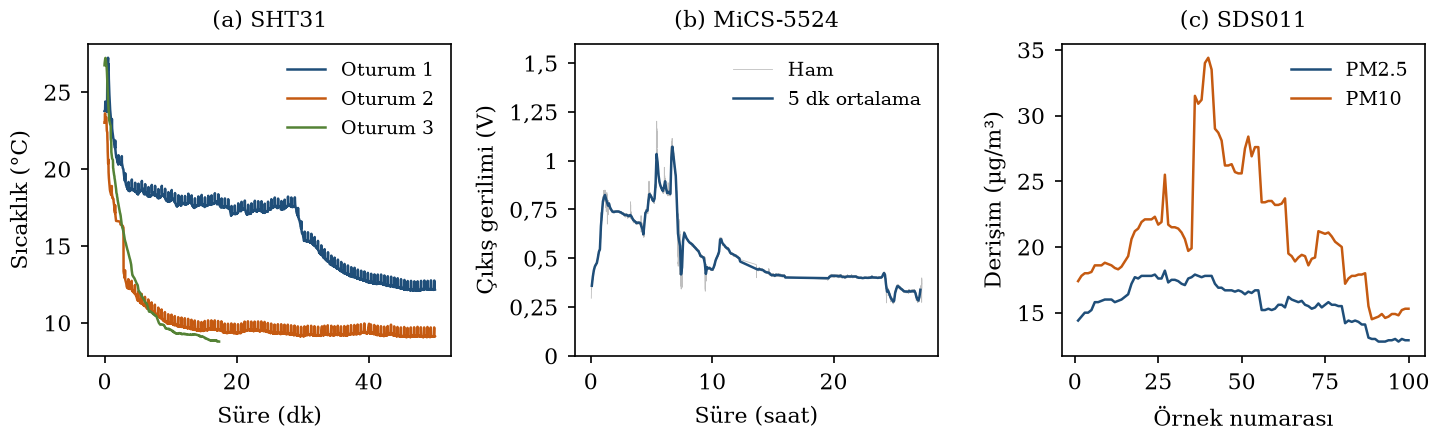 (a) SHT31
Sıcaklık (°C)
25
20
15
10
0
20
40
Süre (dk)
Oturum 1
Oturum 2
Oturum 3
(b) MiCS-5524
Çıkış gerilimi (V)
1,5
1,25
1
0,75
0,5
0,25
0
0
10
20
Süre (saat)
Ham
5 dk ortalama
(c) SDS011
Derişim (µg/m³)
35
30
25
20
15
0
25
50
75
100
Örnek numarası
PM2.5
PM10